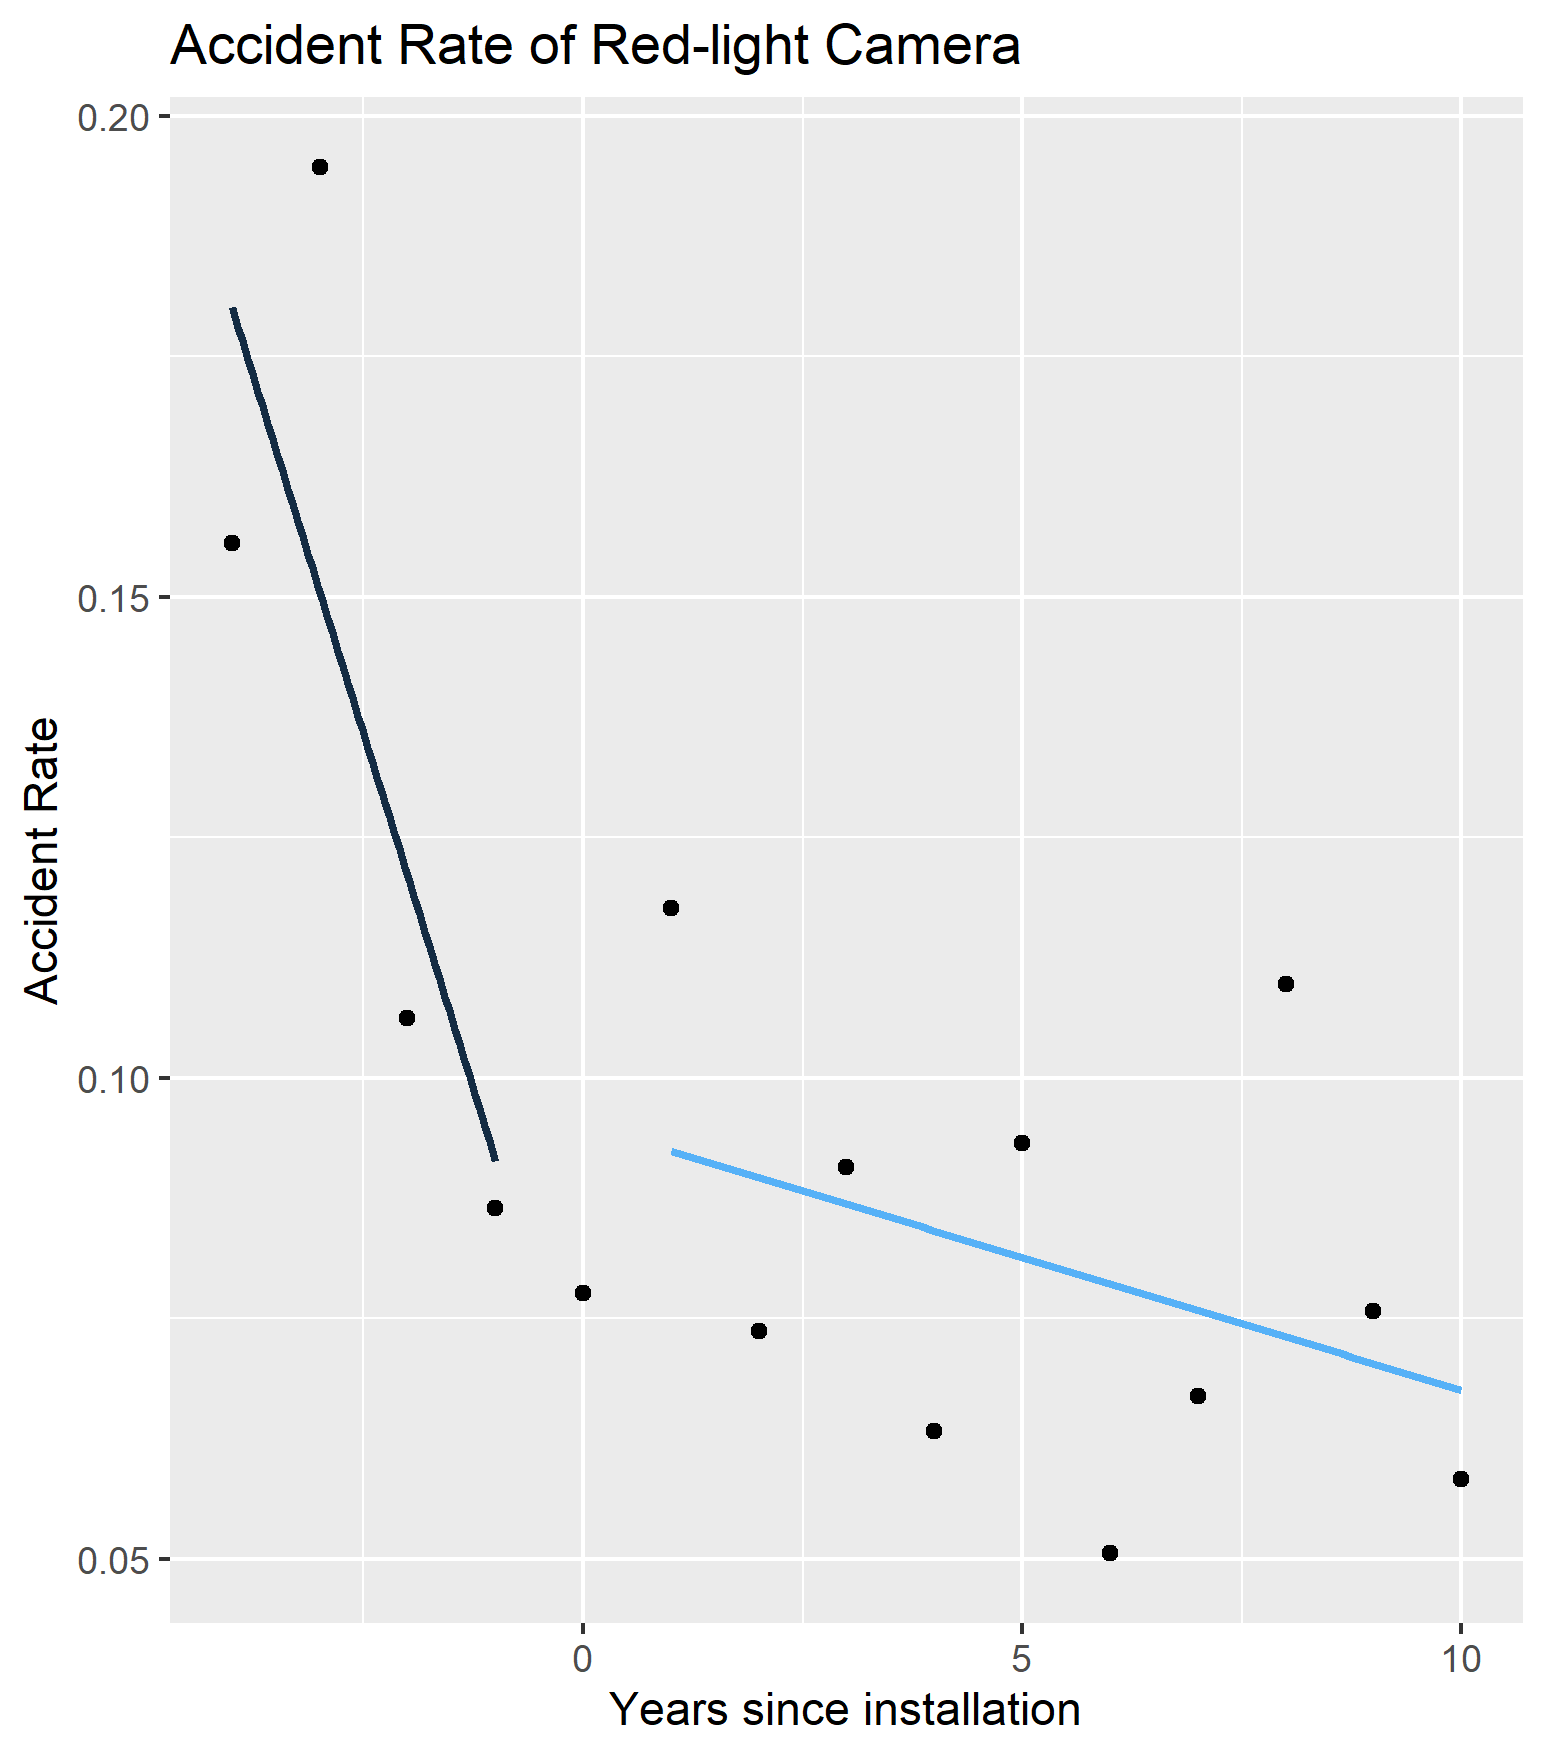 Accident Rate of Red-light Camera
0.20
0.15
0.10
0.05
Accident Rate
0
5
10
Years since installation